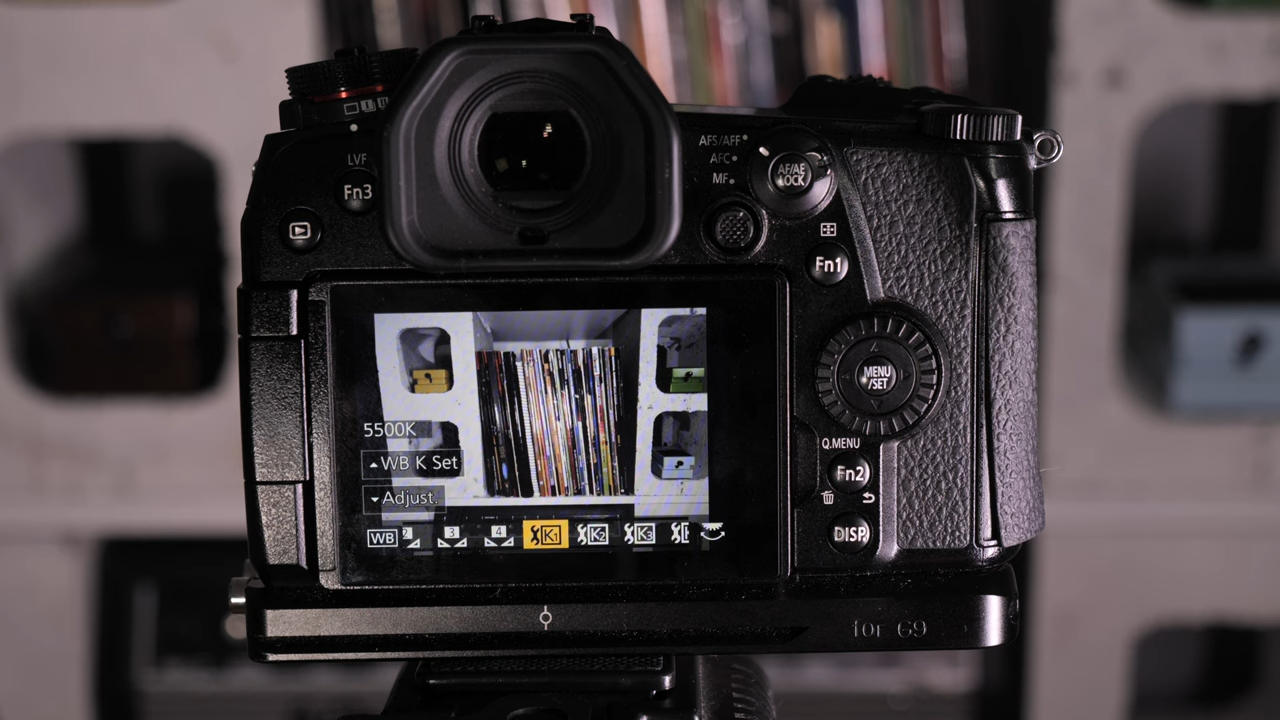 LVF
Fn3
AFS/AFF
AFC
MF
AF/AE
LOCK
Fn1
MENU
/SET
Q.MENU
Fn2
DISP.
5500K
WB K Set
Adjust.
WB 2 3 4 K1 K2 K3
for G9